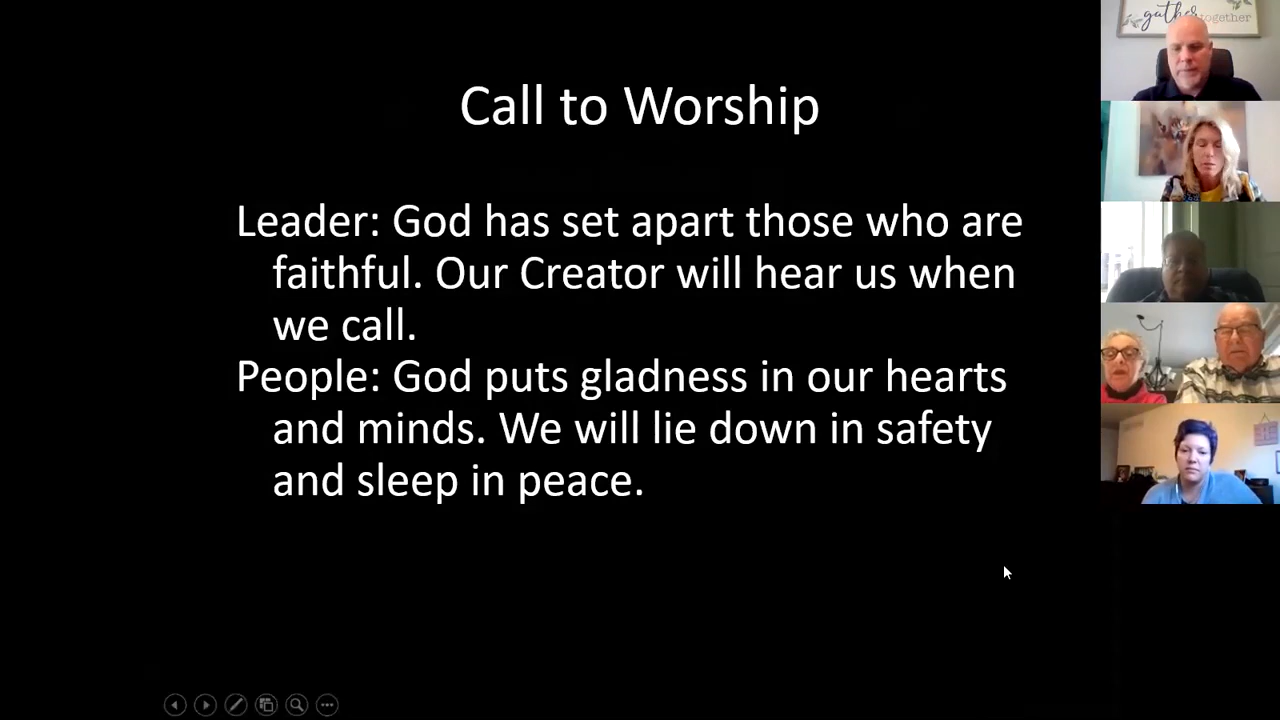 gather
together
Call to Worship
Leader: God has set apart those who are
faithful. Our Creator will hear us when
we call.
People: God puts gladness in our hearts
and minds. We will lie down in safety
and sleep in peace.